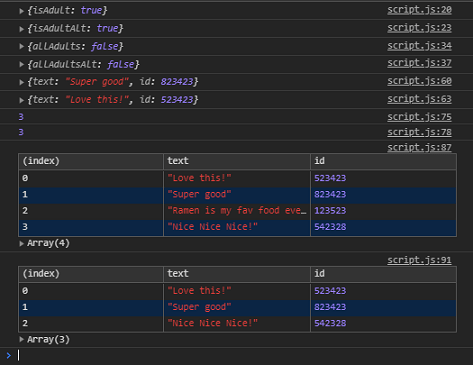 ▶ {isAdult: true} script.js:20
▶ {isAdultAlt: true} script.js:23
▶ {allAdults: false} script.js:34
▶ {allAdultsAlt: false} script.js:37
▶ {text: "Super good", id: 823423} script.js:60
▶ {text: "Love this!", id: 523423} script.js:63
3 script.js:75
3 script.js:78
script.js:87
(index) text id
0 "Love this!" 523423
1 "Super good" 823423
2 "Ramen is my fav food eve… 123523
3 "Nice Nice Nice!" 542328
▶ Array(4)
script.js:91
(index) text id
0 "Love this!" 523423
1 "Super good" 823423
2 "Nice Nice Nice!" 542328
▶ Array(3)
>